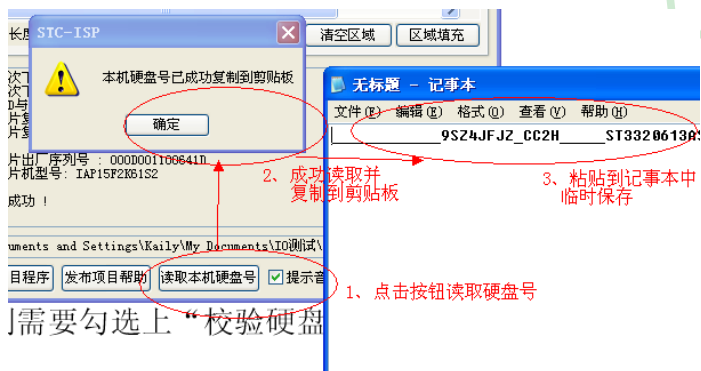 STC-ISP
清空区域
区域填充
本机硬盘号已成功复制到剪贴板
确定
无标题 - 记事本
文件(F) 编辑(E) 格式(O) 查看(V) 帮助(H)
_____9SZ4JFJZ_CC2H_____ST3320613AS
片出厂序列号 : 000D001100641D
片机型号: IAP15F2K61S2
成功 !
2、成功读取并
复制到剪贴板
3、粘贴到记事本中
临时保存
uments and Settings\Kaily\My Documents\IO测试\
目程序
发布项目帮助
读取本机硬盘号
提示音
1、点击按钮读取硬盘号
需要勾选上“校验硬盘